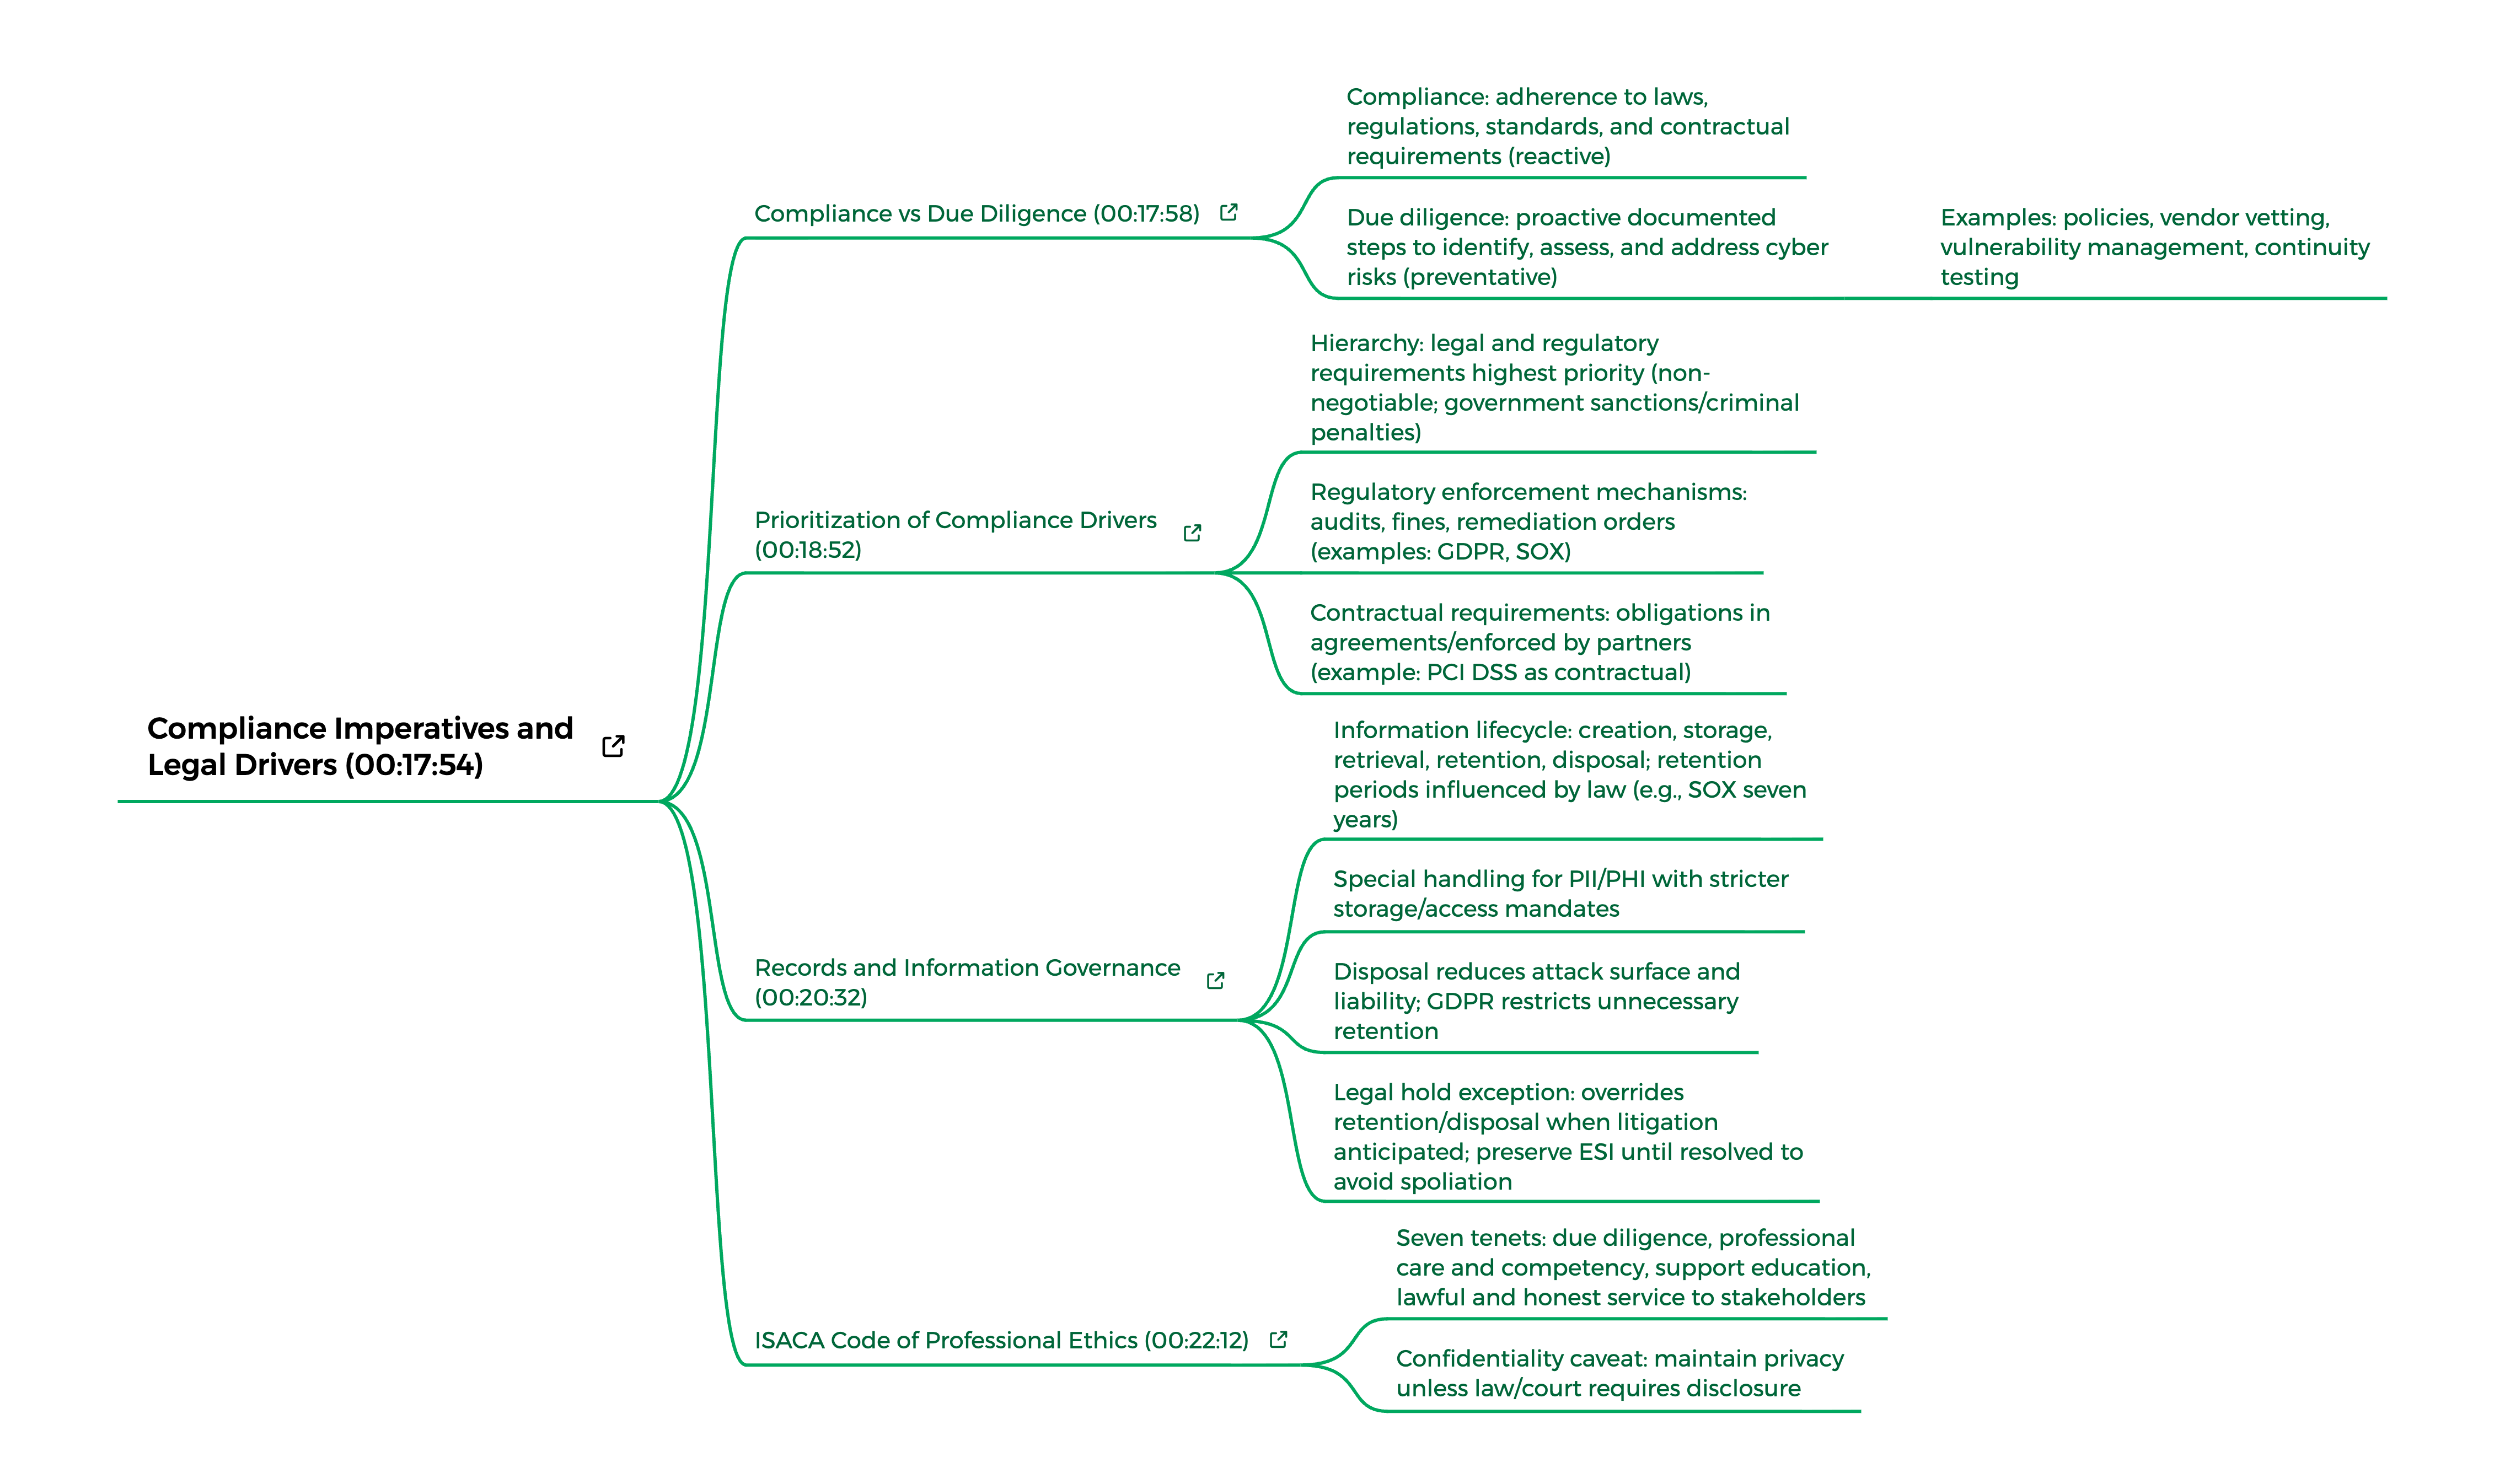 Compliance Imperatives and
Legal Drivers (00:17:54)
Compliance vs Due Diligence (00:17:58)
Compliance: adherence to laws,
regulations, standards, and contractual
requirements (reactive)
Due diligence: proactive documented
steps to identify, assess, and address cyber
risks (preventative)
Examples: policies, vendor vetting,
vulnerability management, continuity
testing
Prioritization of Compliance Drivers
(00:18:52)
Hierarchy: legal and regulatory
requirements highest priority (non-
negotiable; government sanctions/criminal
penalties)
Regulatory enforcement mechanisms:
audits, fines, remediation orders
(examples: GDPR, SOX)
Contractual requirements: obligations in
agreements/enforced by partners
(example: PCI DSS as contractual)
Records and Information Governance
(00:20:32)
Information lifecycle: creation, storage,
retrieval, retention, disposal; retention
periods influenced by law (e.g., SOX seven
years)
Special handling for PII/PHI with stricter
storage/access mandates
Disposal reduces attack surface and
liability; GDPR restricts unnecessary
retention
Legal hold exception: overrides
retention/disposal when litigation
anticipated; preserve ESI until resolved to
avoid spoliation
ISACA Code of Professional Ethics (00:22:12)
Seven tenets: due diligence, professional
care and competency, support education,
lawful and honest service to stakeholders
Confidentiality caveat: maintain privacy
unless law/court requires disclosure